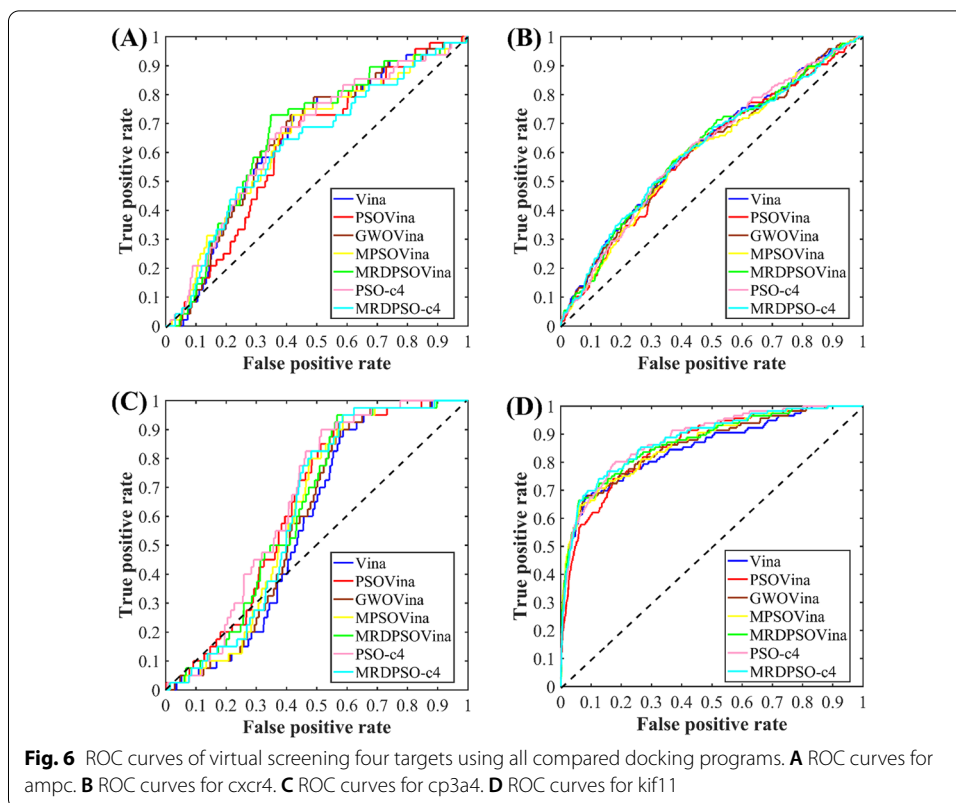 (A)
True positive rate
1
0.9
0.8
0.7
0.6
0.5
0.4
0.3
0.2
0.1
0
Vina
PSOVina
GWOVina
MPSOVina
MRDPSOVina
PSO-c4
MRDPSO-c4
0 0.1 0.2 0.3 0.4 0.5 0.6 0.7 0.8 0.9 1
False positive rate
(B)
True positive rate
1
0.9
0.8
0.7
0.6
0.5
0.4
0.3
0.2
0.1
0
Vina
PSOVina
GWOVina
MPSOVina
MRDPSOVina
PSO-c4
MRDPSO-c4
0 0.1 0.2 0.3 0.4 0.5 0.6 0.7 0.8 0.9 1
False positive rate
(C)
True positive rate
1
0.9
0.8
0.7
0.6
0.5
0.4
0.3
0.2
0.1
0
Vina
PSOVina
GWOVina
MPSOVina
MRDPSOVina
PSO-c4
MRDPSO-c4
0 0.1 0.2 0.3 0.4 0.5 0.6 0.7 0.8 0.9 1
False positive rate
(D)
True positive rate
1
0.9
0.8
0.7
0.6
0.5
0.4
0.3
0.2
0.1
0
Vina
PSOVina
GWOVina
MPSOVina
MRDPSOVina
PSO-c4
MRDPSO-c4
0 0.1 0.2 0.3 0.4 0.5 0.6 0.7 0.8 0.9 1
False positive rate
Fig. 6 ROC curves of virtual screening four targets using all compared docking programs. A ROC curves for
ampc. B ROC curves for cxcr4. C ROC curves for cp3a4. D ROC curves for kif11